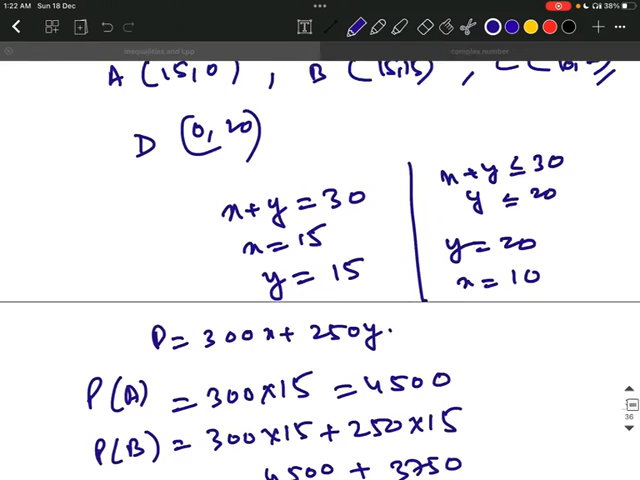 1:22 AM Sun 18 Dec 38%
Inequalities and Lpp complex number
A (15,0) , B (15,15) ,
D (0, 20)
x+y = 30
x = 15
y = 15
x+y ≤ 30
y ≤ 20
y = 20
x = 10
P = 300x + 250y.
P(A) = 300×15 = 4500
P(B) = 300×15 + 250×15
4500 + 3750
36